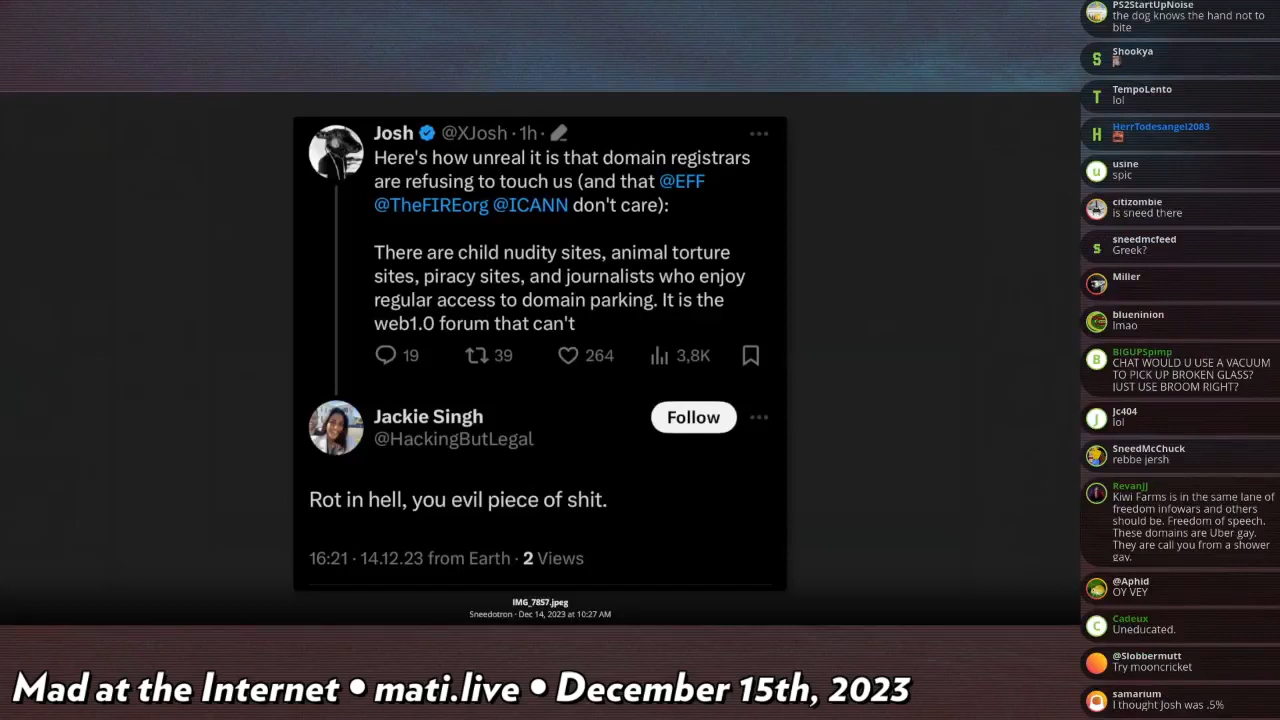 Josh @XJosh · 1h ·
Here's how unreal it is that domain registrars
are refusing to touch us (and that @EFF
@TheFIREorg @ICANN don't care):
There are child nudity sites, animal torture
sites, piracy sites, and journalists who enjoy
regular access to domain parking. It is the
web1.0 forum that can't
19 39 264 3,8K
Jackie Singh
@HackingButLegal
Follow
Rot in hell, you evil piece of shit.
16:21 · 14.12.23 from Earth · 2 Views
IMG_7857.jpeg
Sneedotron - Dec 14, 2023 at 10:27 AM
Mad at the Internet • mati.live • December 15th, 2023
PS2StartUpNoise
the dog knows the hand not to
bite
S
Shookya
T
TempoLento
lol
H
HerrTodesangel2083
u
usine
spic
citizombie
is sneed there
s
sneedmcfeed
Greek?
Miller
blueninion
lmao
B
BIGUPSpimp
CHAT WOULD U USE A VACUUM
TO PICK UP BROKEN GLASS?
JUST USE BROOM RIGHT?
J
Jc404
lol
SneedMcChuck
rebbe jersh
RevanJJ
Kiwi Farms is in the same lane of
freedom infowars and others
should be. Freedom of speech.
These domains are Uber gay.
They are call you from a shower
gay.
@Aphid
OY VEY
C
Cadeux
Uneducated.
@Slobbermutt
Try mooncricket
samarium
I thought Josh was .5%